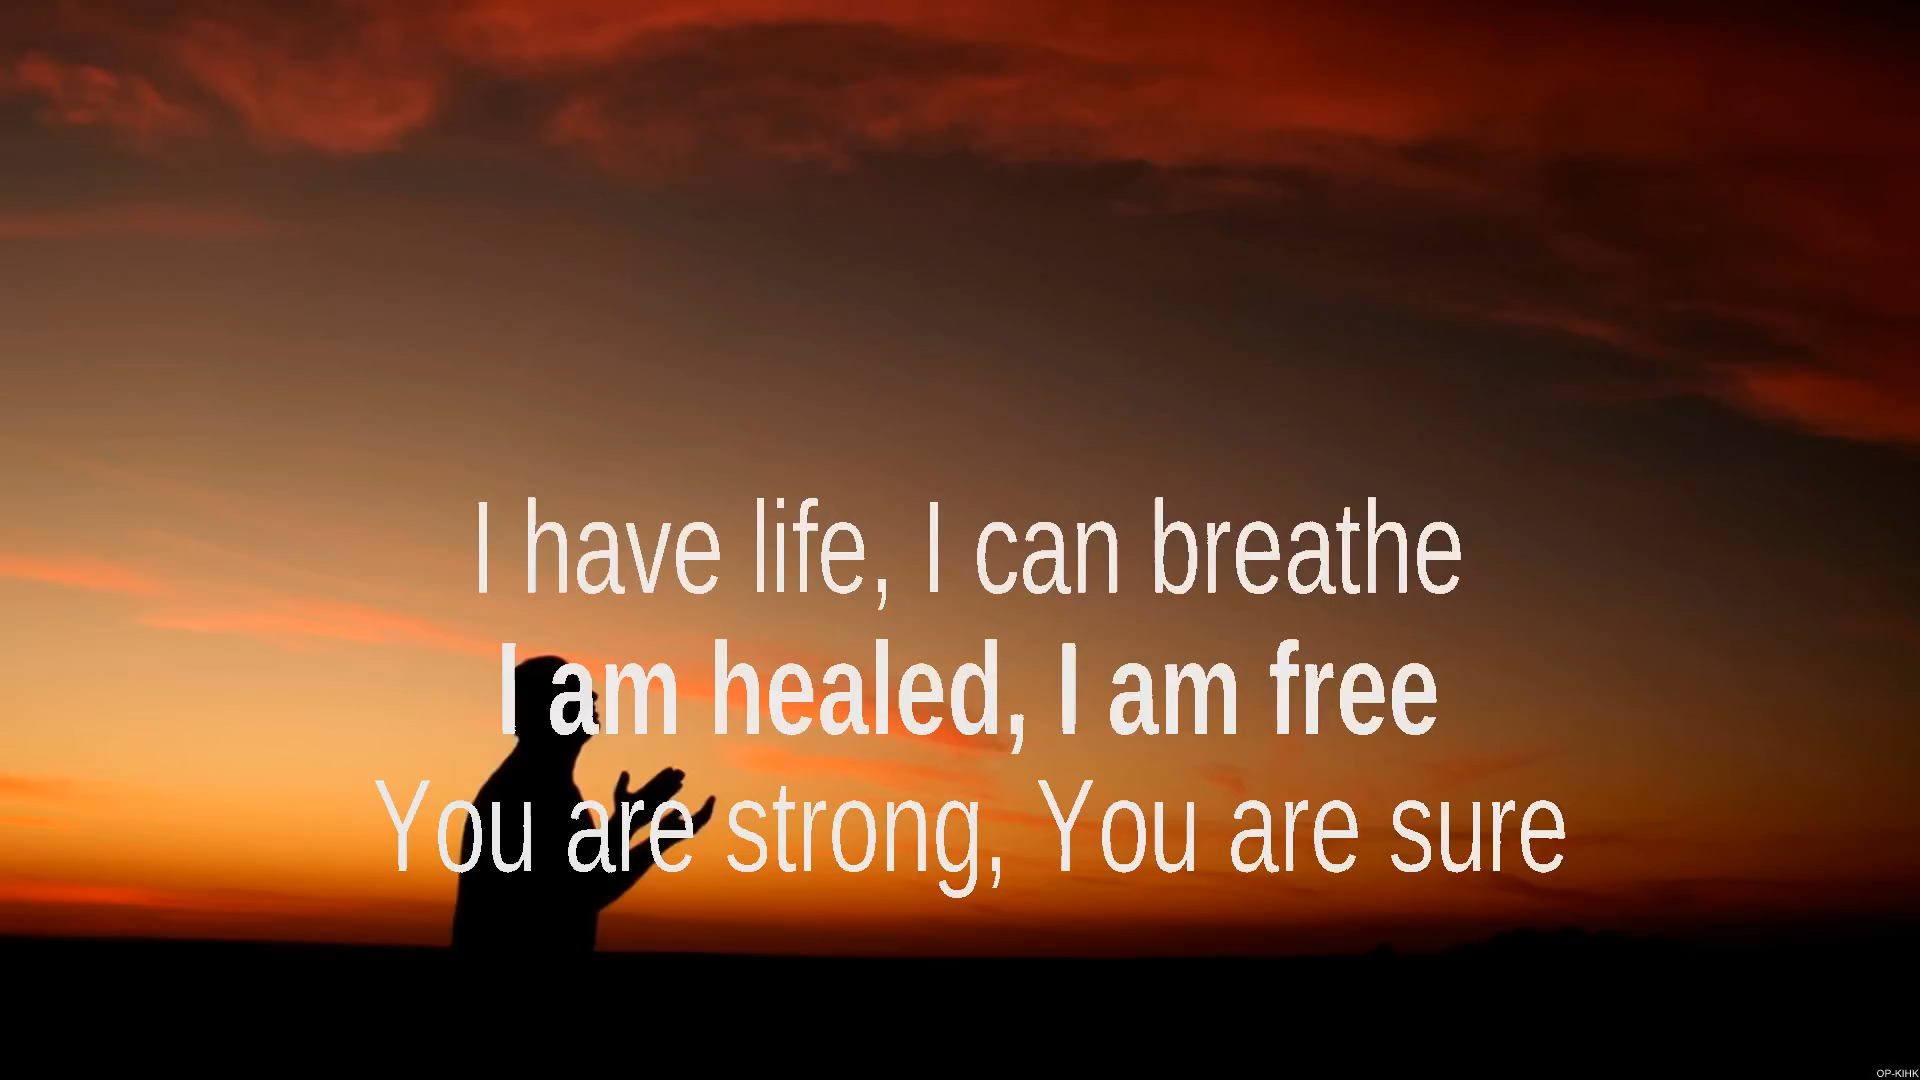 I have life, I can breathe
I am healed, I am free
You are strong, You are sure
OP-KIHK